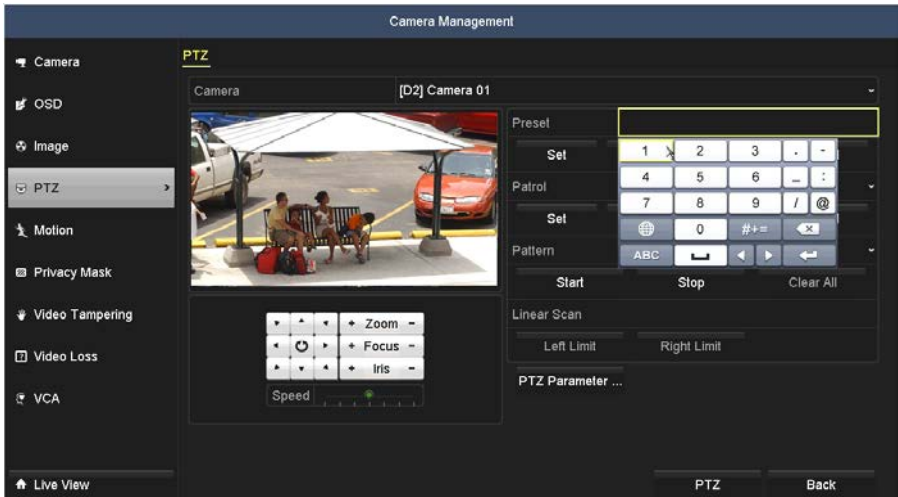 Camera Management
Camera
OSD
Image
PTZ
Motion
Privacy Mask
Video Tampering
Video Loss
VCA
Live View
PTZ
Camera [D2] Camera 01
Preset
Set
1 2 3 . -
4 5 6 _ :
7 8 9 / @
0 #+=
ABC
Patrol
Set
Pattern
Start Stop Clear All
Linear Scan
Left Limit Right Limit
PTZ Parameter ...
+ Zoom -
+ Focus -
+ Iris -
Speed
PTZ Back